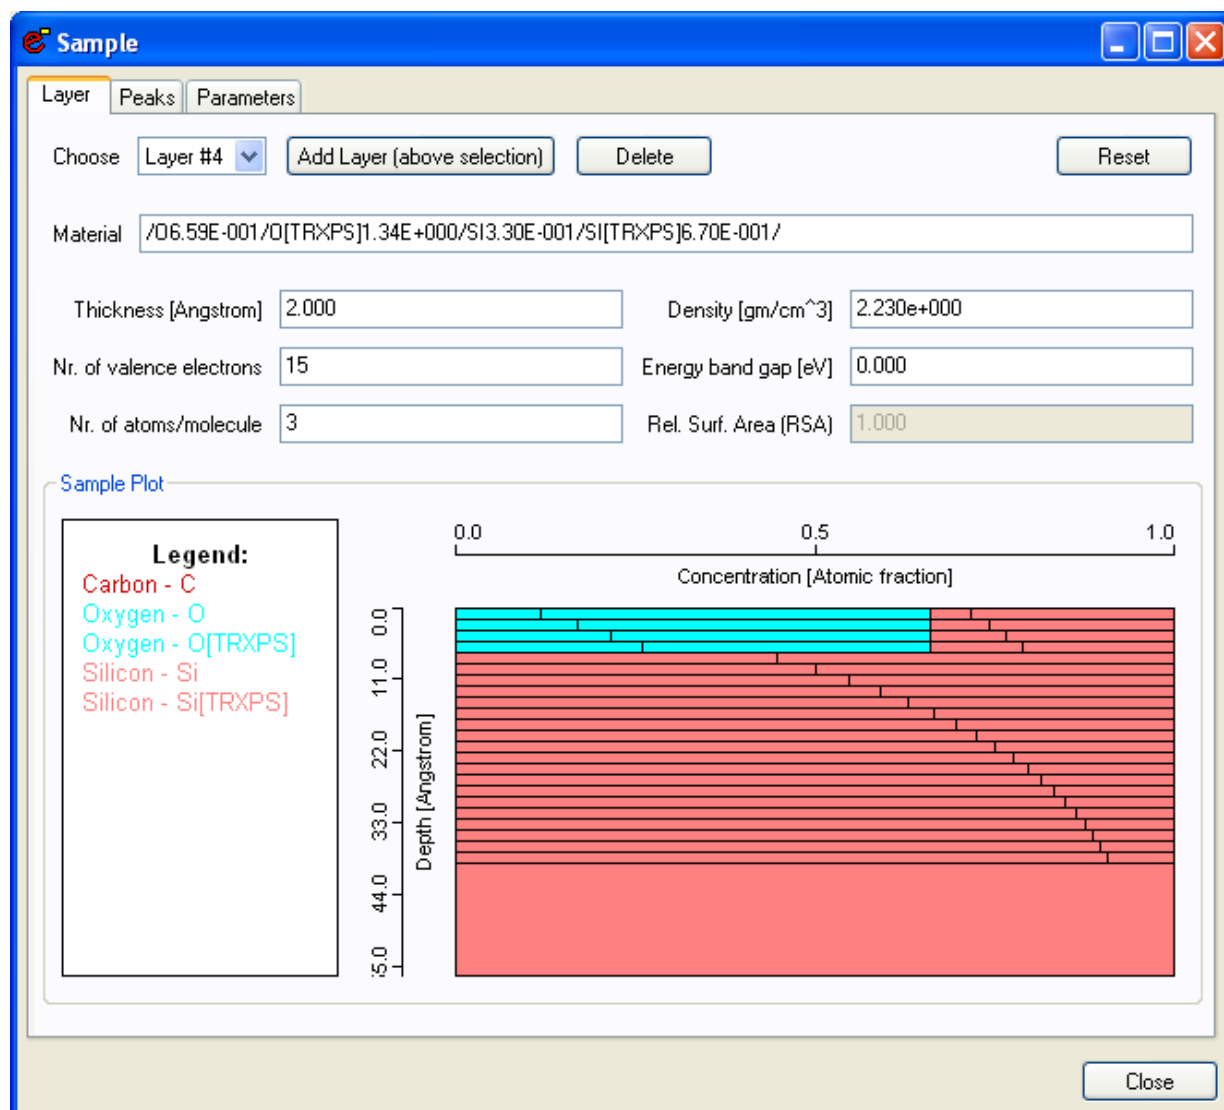 Sample
Layer Peaks Parameters
Choose Layer #4 Add Layer (above selection) Delete Reset
Material /O6.59E-001/O[TRXPS]1.34E+000/SI3.30E-001/SI[TRXPS]6.70E-001/
Thickness [Angstrom] 2.000 Density [gm/cm^3] 2.230e+000
Nr. of valence electrons 15 Energy band gap [eV] 0.000
Nr. of atoms/molecule 3 Rel. Surf. Area (RSA) 1.000
Sample Plot
Legend:
Carbon - C
Oxygen - O
Oxygen - O[TRXPS]
Silicon - Si
Silicon - Si[TRXPS]
0.0 0.5 1.0
Concentration [Atomic fraction]
0.0
11.0
22.0
33.0
44.0
5.0
Depth [Angstrom]
Close